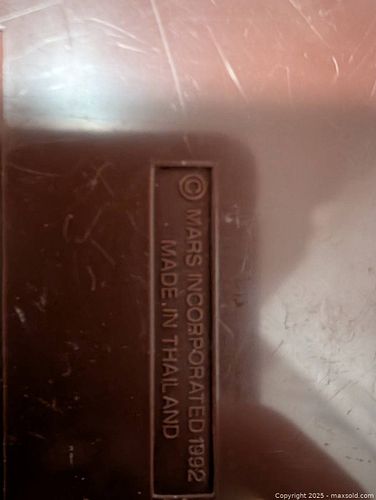 © MARS INCORPORATED 1992
MADE IN THAILAND
Copyright 2025 - maxsold.com